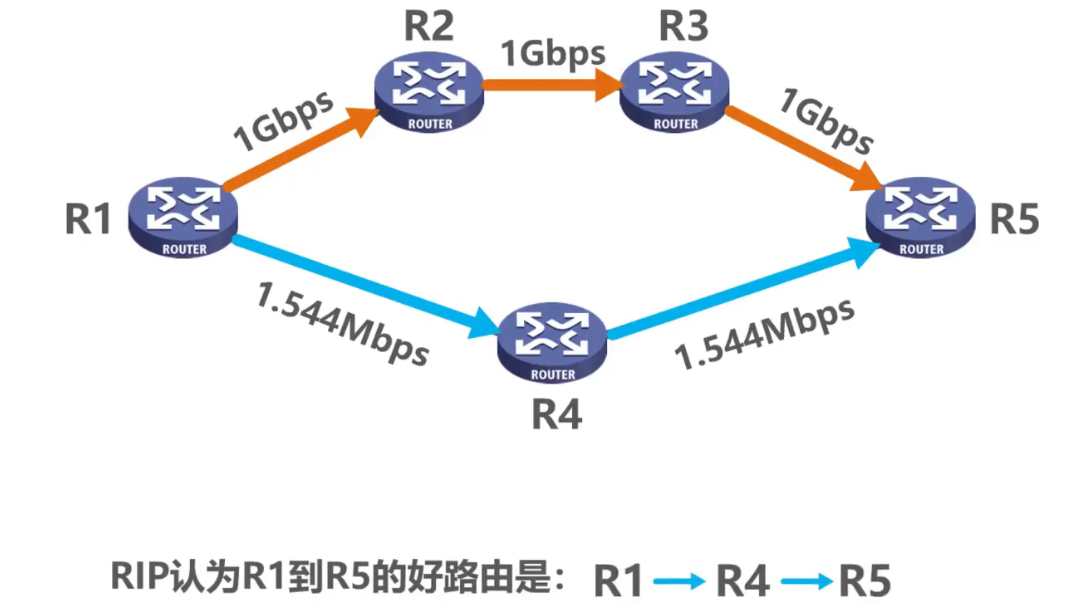 R2
R3
1Gbps
1Gbps
1Gbps
ROUTER
ROUTER
R1
R5
ROUTER
ROUTER
1.544Mbps
1.544Mbps
ROUTER
R4
RIP认为R1到R5的好路由是： R1 → R4 → R5